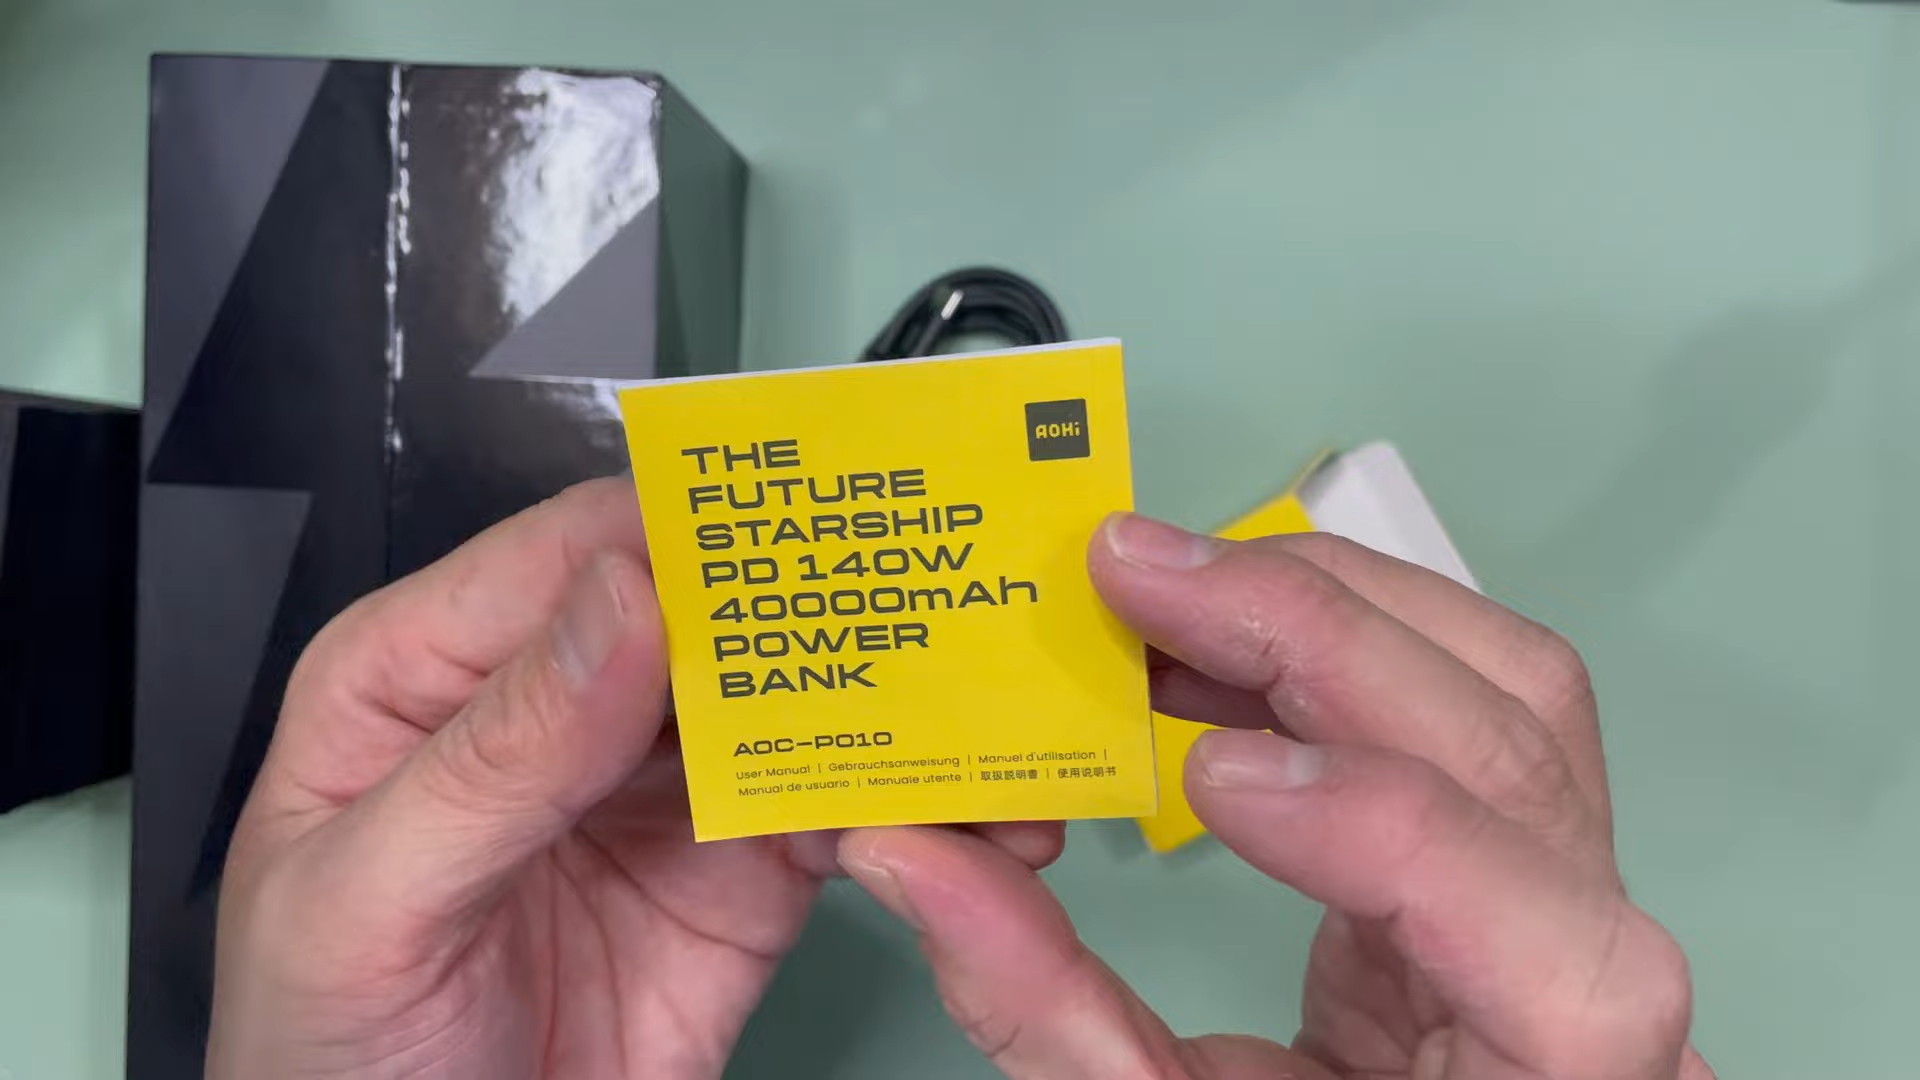 AOHi
THE
FUTURE
STARSHIP
PD 140W
40000mAh
POWER
BANK
AOC-P010
User Manual | Gebrauchsanweisung | Manuel d'utilisation |
Manual de usuario | Manuale utente | 取扱説明書 | 使用说明书